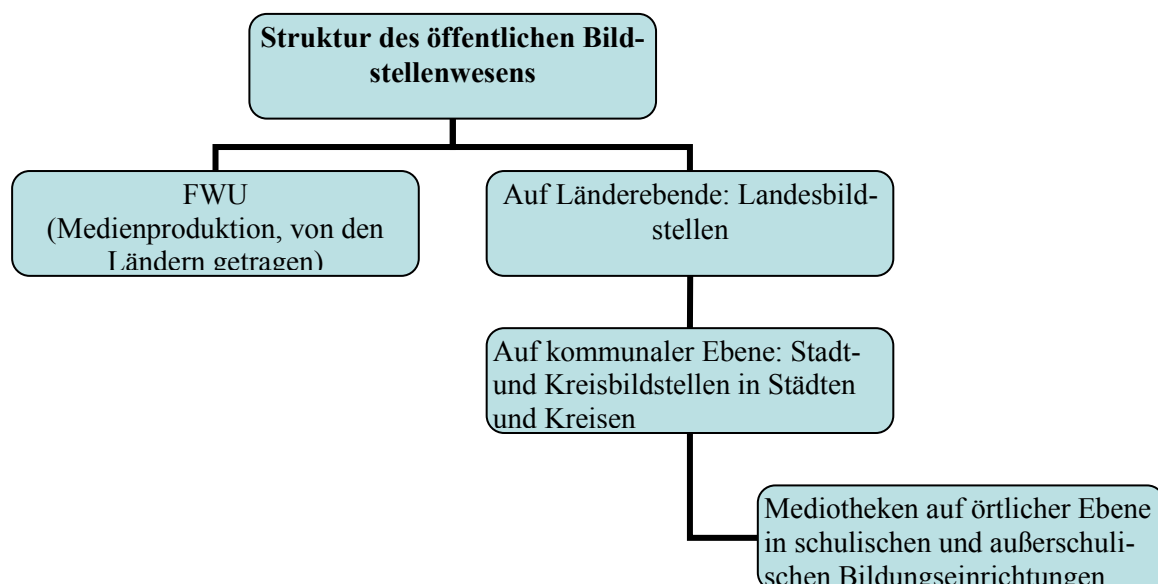 Struktur des öffentlichen Bild-
stellenwesens
FWU
(Medienproduktion, von den
Ländern getragen)
Auf Länderebende: Landesbild-
stellen
Auf kommunaler Ebene: Stadt-
und Kreisbildstellen in Städten
und Kreisen
Mediotheken auf örtlicher Ebene
in schulischen und außerschuli-
schen Bildungseinrichtungen